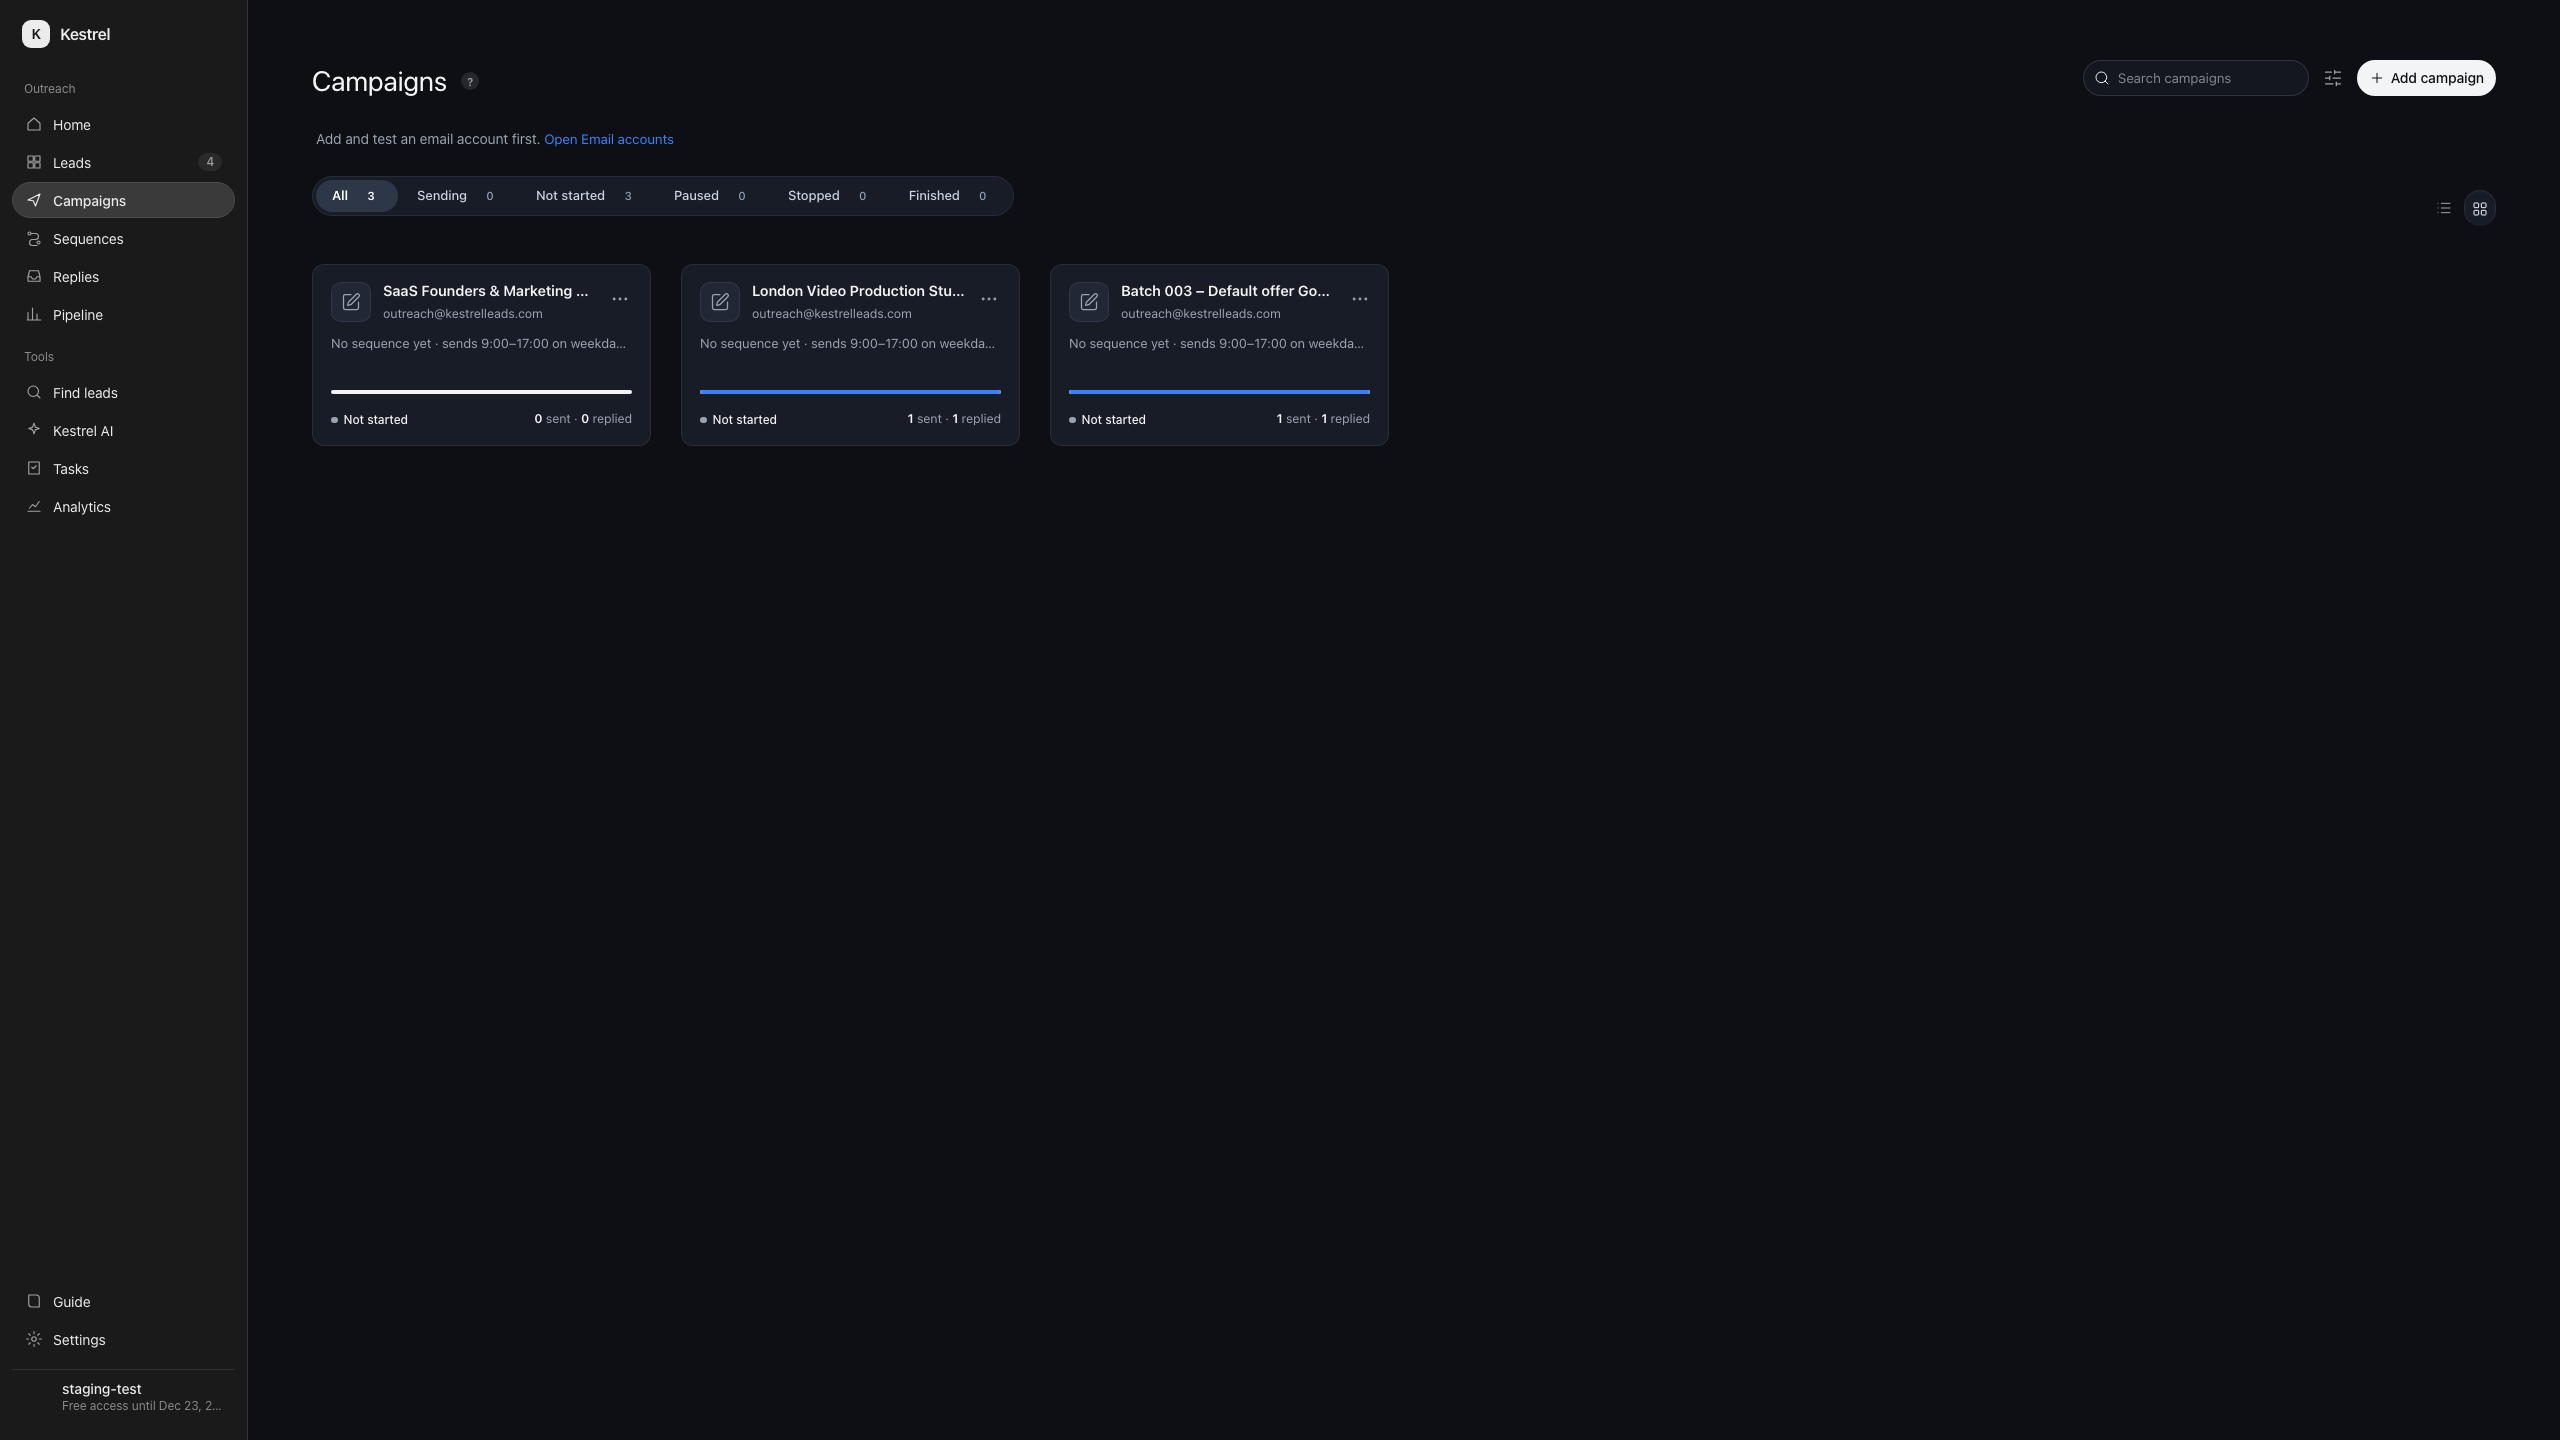 K Kestrel
Outreach
Home
Leads 4
Campaigns
Sequences
Replies
Pipeline
Tools
Find leads
Kestrel AI
Tasks
Analytics
Guide
Settings
staging-test
Free access until Dec 23, 2...
Campaigns ?
Search campaigns
+ Add campaign
Add and test an email account first. Open Email accounts
All 3 Sending 0 Not started 3 Paused 0 Stopped 0 Finished 0
SaaS Founders & Marketing ...
outreach@kestrelleads.com
No sequence yet · sends 9:00–17:00 on weekda...
Not started 0 sent · 0 replied
London Video Production Stu...
outreach@kestrelleads.com
No sequence yet · sends 9:00–17:00 on weekda...
Not started 1 sent · 1 replied
Batch 003 – Default offer Go...
outreach@kestrelleads.com
No sequence yet · sends 9:00–17:00 on weekda...
Not started 1 sent · 1 replied